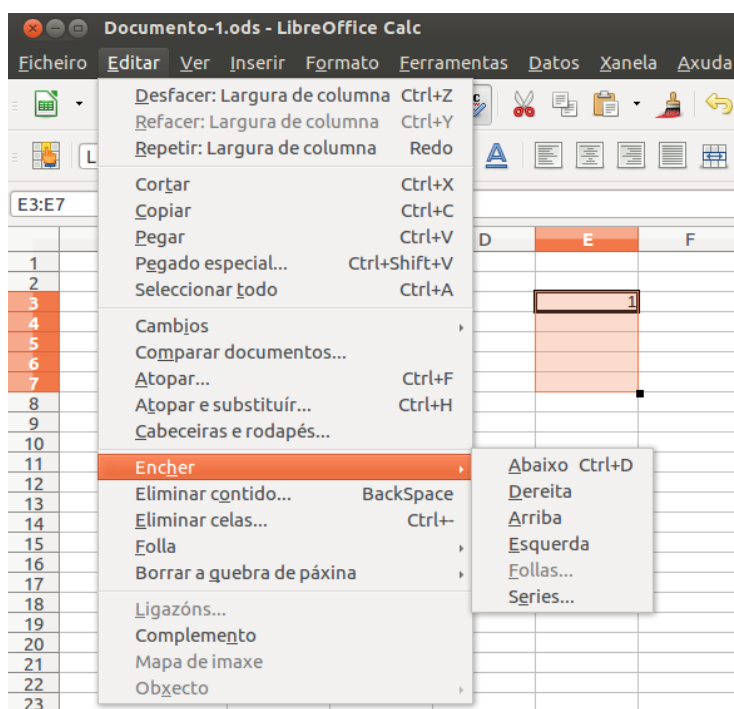 Documento-1.ods - LibreOffice Calc
Ficheiro Editar Ver Inserir Formato Ferramentas Datos Xanela Axuda
Desfacer: Largura de columna Ctrl+Z
Refacer: Largura de columna Ctrl+Y
Repetir: Largura de columna Redo
L
Cortar Ctrl+X
E3:E7
Copiar Ctrl+C
Pegar Ctrl+V
D E F
Pegado especial... Ctrl+Shift+V
1
Seleccionar todo Ctrl+A
2
3 1
Cambios
4
Comparar documentos...
5
6
Atopar... Ctrl+F
7
Atopar e substituír... Ctrl+H
8
Cabeceiras e rodapés...
9
10
Encher
11
Abaixo Ctrl+D
Eliminar contido... BackSpace
12
Dereita
Eliminar celas... Ctrl+-
13
Arriba
14
Folla
15
Esquerda
Borrar a quebra de páxina
16
Follas...
17
Series...
18
Ligazóns...
19
Complemento
20
Mapa de imaxe
21
Obxecto
22
23